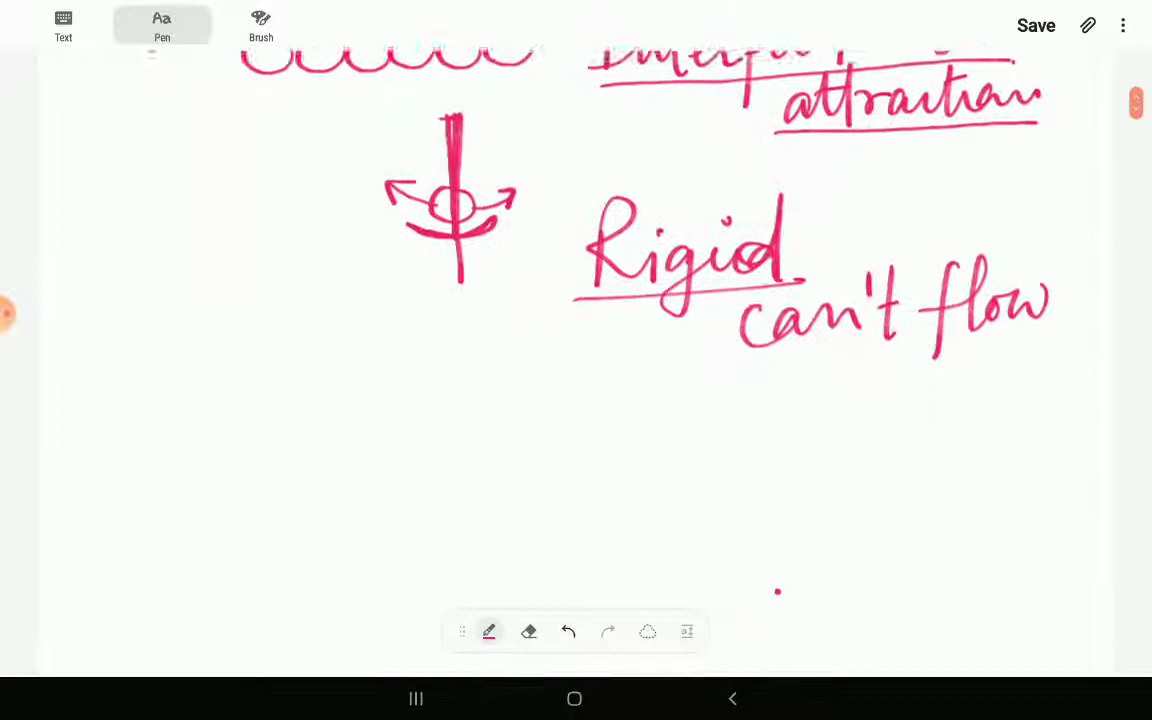 Text
Pen
Brush
Save
attraction
Rigid
can't flow